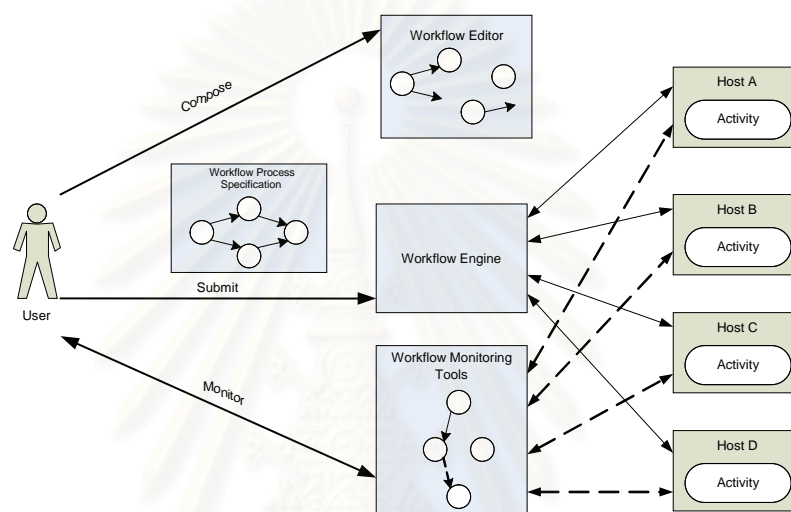 Workflow Editor
Compose
Workflow Process
Specification
User
Submit
Workflow Engine
Monitor
Workflow Monitoring
Tools
Host A
Activity
Host B
Activity
Host C
Activity
Host D
Activity